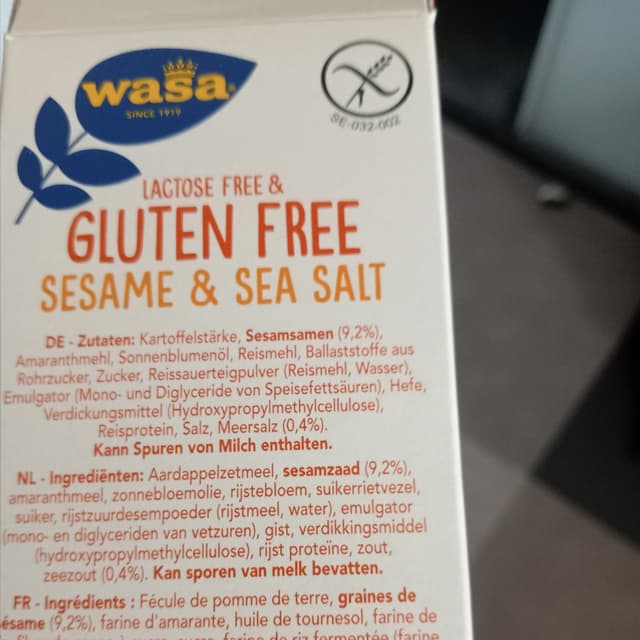 wasa
SINCE 1919
SE-032-002
LACTOSE FREE &
GLUTEN FREE
SESAME & SEA SALT
DE - Zutaten: Kartoffelstärke, Sesamsamen (9,2%),
Amaranthmehl, Sonnenblumenöl, Reismehl, Ballaststoffe aus
Rohrzucker, Zucker, Reissauerteigpulver (Reismehl, Wasser),
Emulgator (Mono- und Diglyceride von Speisefettsäuren), Hefe,
Verdickungsmittel (Hydroxypropylmethylcellulose),
Reisprotein, Salz, Meersalz (0,4%).
Kann Spuren von Milch enthalten.
NL - Ingrediënten: Aardappelzetmeel, sesamzaad (9,2%),
amaranthmeel, zonnebloemolie, rijstebloem, suikerrietvezel,
suiker, rijstzuurdesempoeder (rijstmeel, water), emulgator
(mono- en diglyceriden van vetzuren), gist, verdikkingsmiddel
(hydroxypropylmethylcellulose), rijst proteïne, zout,
zeezout (0,4%). Kan sporen van melk bevatten.
FR - Ingrédients : Fécule de pomme de terre, graines de
sésame (9,2%), farine d'amarante, huile de tournesol, farine de
farine de riz fermentée (farine